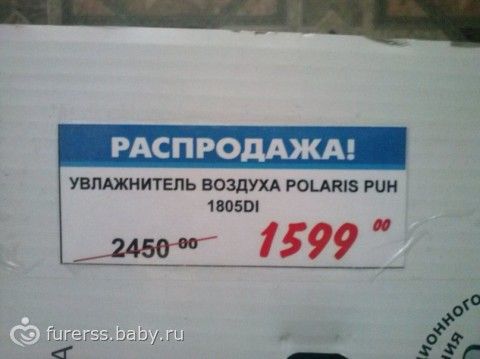 РАСПРОДАЖА!
УВЛАЖНИТЕЛЬ ВОЗДУХА POLARIS PUH
1805DI
2450 00 1599 00
furerss.baby.ru